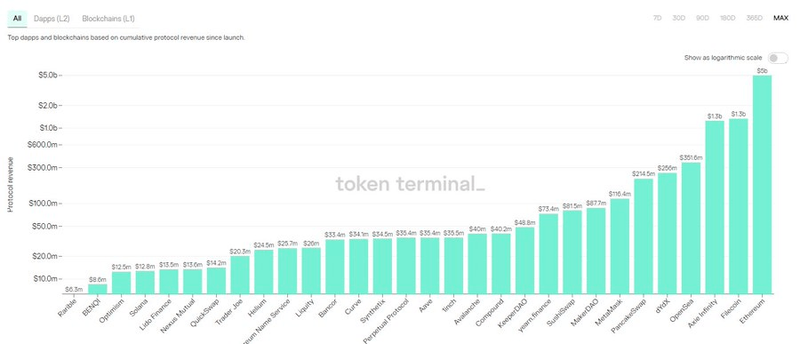 All Dapps (L2) Blockchains (L1)
7D 30D 90D 180D 365D MAX
Top dapps and blockchains based on cumulative protocol revenue since launch.
Show as logarithmic scale
Protocol revenue
$5.0b
$2.0b
$1.0b
$600.0m
$300.0m
$100.0m
$50.0m
$20.0m
$10.0m
token terminal_
$6.3m
$8.6m
$12.5m
$12.8m
$13.5m
$13.6m
$14.2m
$20.3m
$24.5m
$25.7m
$26m
$33.4m
$34.1m
$34.5m
$35.4m
$35.4m
$35.5m
$40m
$40.2m
$48.8m
$73.4m
$81.5m
$87.7m
$116.4m
$214.5m
$256m
$351.6m
$1.3b
$1.3b
$5b
Rarible
BENQI
Optimism
Solana
Lido Finance
Nexus Mutual
QuickSwap
Trader Joe
Helium
ereum Name Service
Liquity
Bancor
Curve
Synthetix
Perpetual Protocol
Aave
1inch
Avalanche
Compound
KeeperDAO
yearn.finance
SushiSwap
MakerDAO
MetaMask
PancakeSwap
dYdX
OpenSea
Axie Infinity
Filecoin
Ethereum